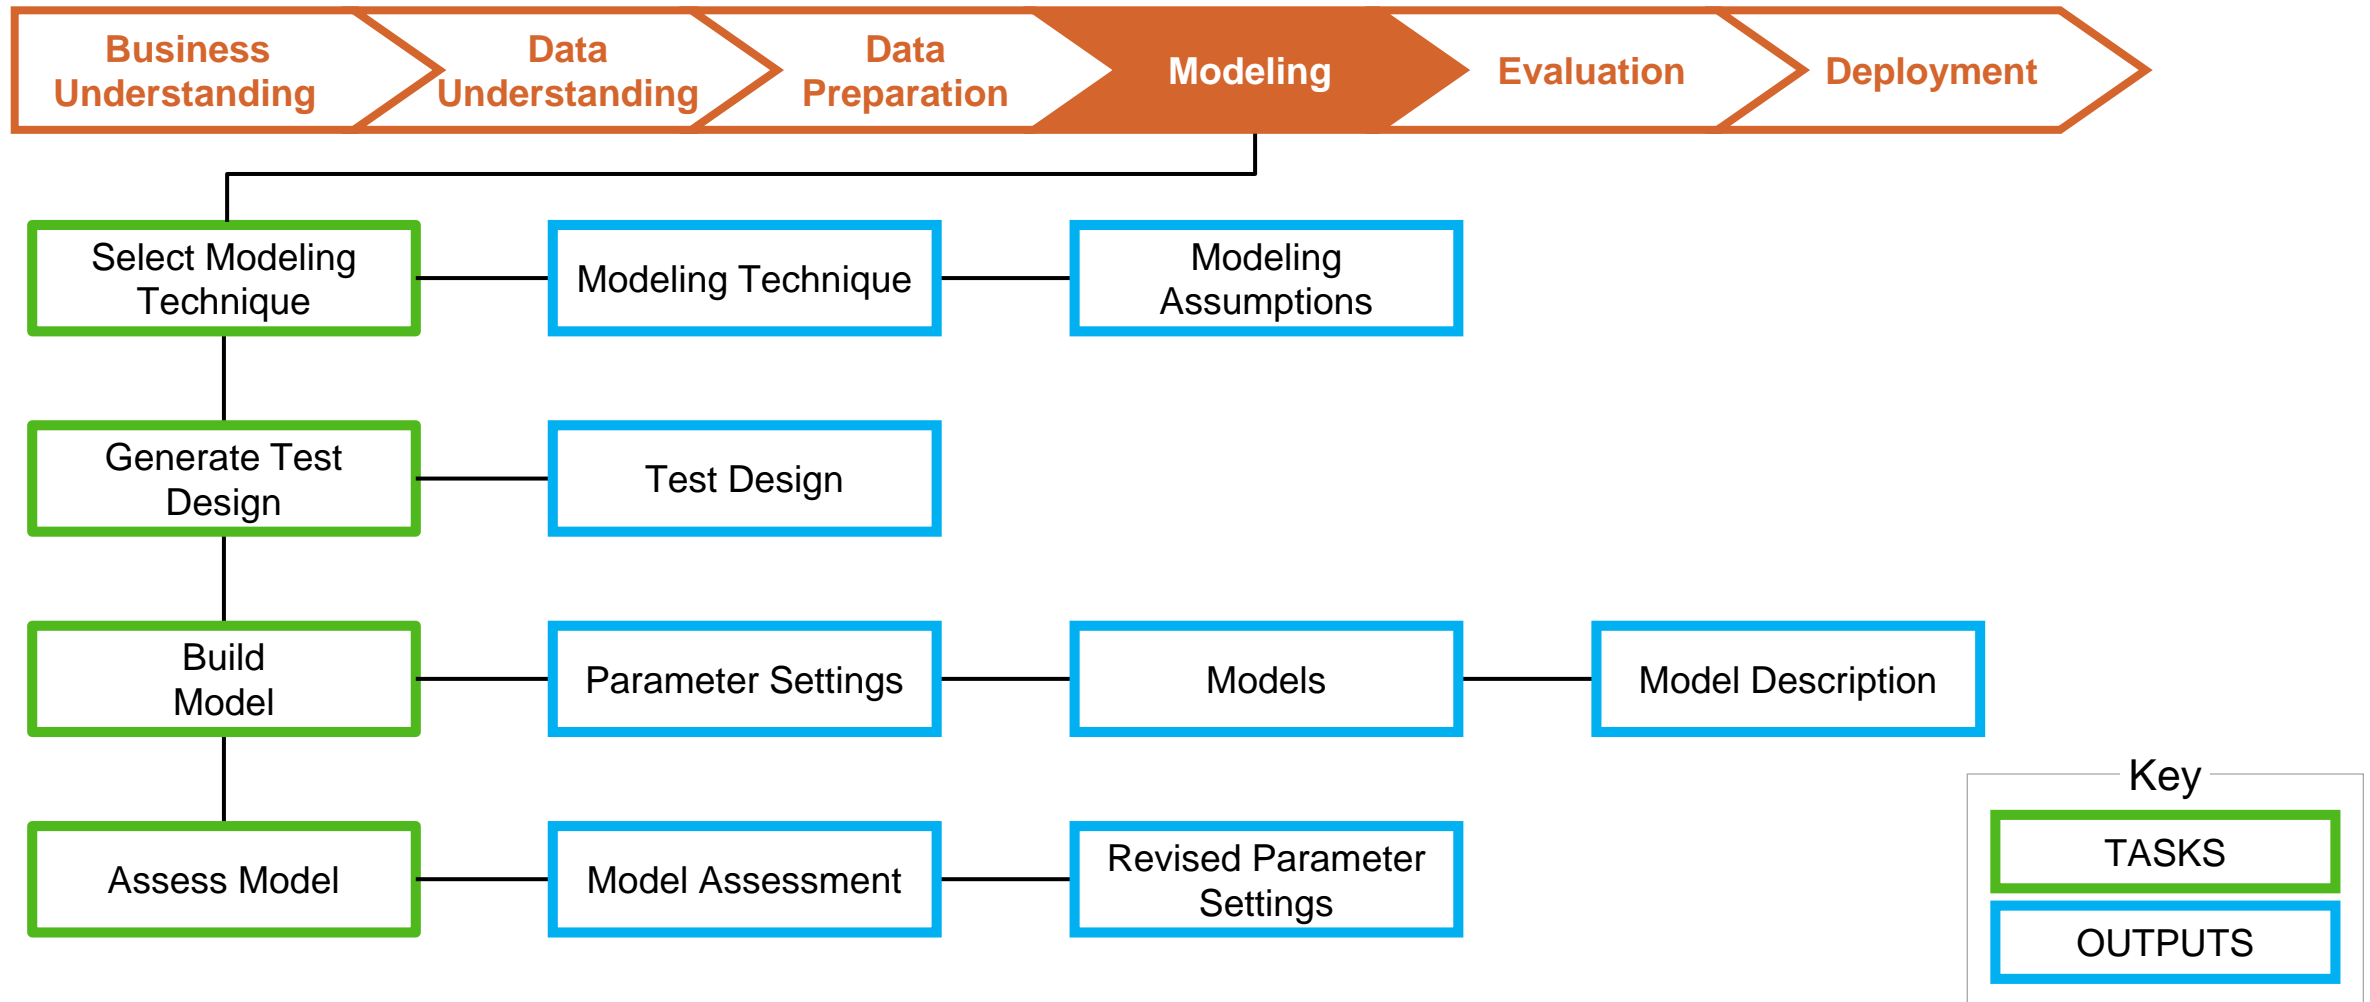 Business
Understanding
Data
Understanding
Data
Preparation
Modeling
Evaluation
Deployment
Select Modeling
Technique
Modeling Technique
Modeling
Assumptions
Generate Test
Design
Test Design
Build
Model
Parameter Settings
Models
Model Description
Assess Model
Model Assessment
Revised Parameter
Settings
Key
TASKS
OUTPUTS